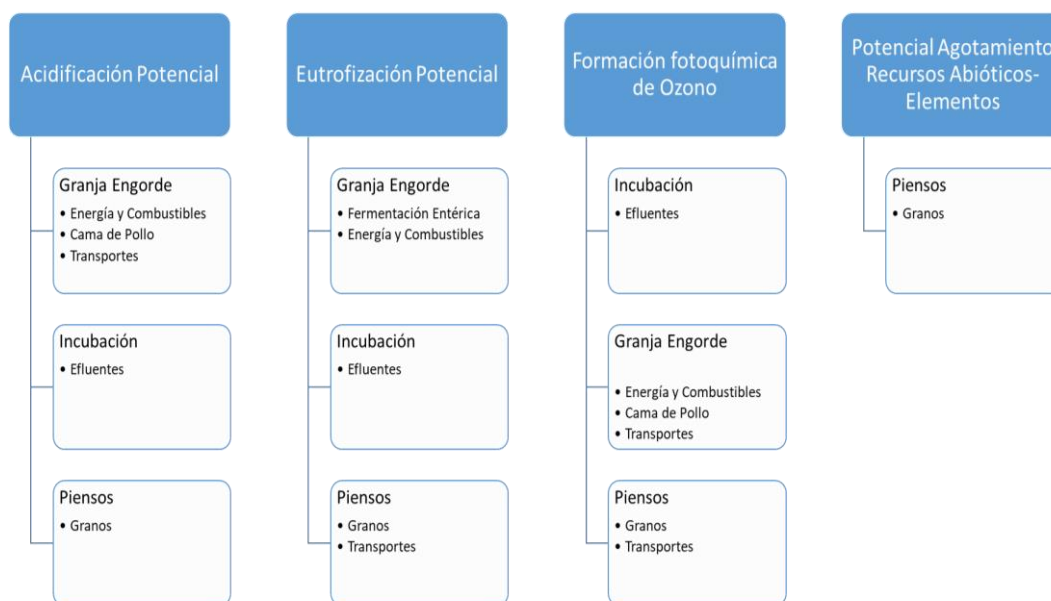 Acidificación Potencial
Granja Engorde
• Energía y Combustibles
• Cama de Pollo
• Transportes
Incubación
• Efluentes
Piensos
• Granos
Eutrofización Potencial
Granja Engorde
• Fermentación Entérica
• Energía y Combustibles
Incubación
• Efluentes
Piensos
• Granos
• Transportes
Formación fotoquímica
de Ozono
Incubación
• Efluentes
Granja Engorde
• Energía y Combustibles
• Cama de Pollo
• Transportes
Piensos
• Granos
• Transportes
Potencial Agotamiento
Recursos Abióticos-
Elementos
Piensos
• Granos